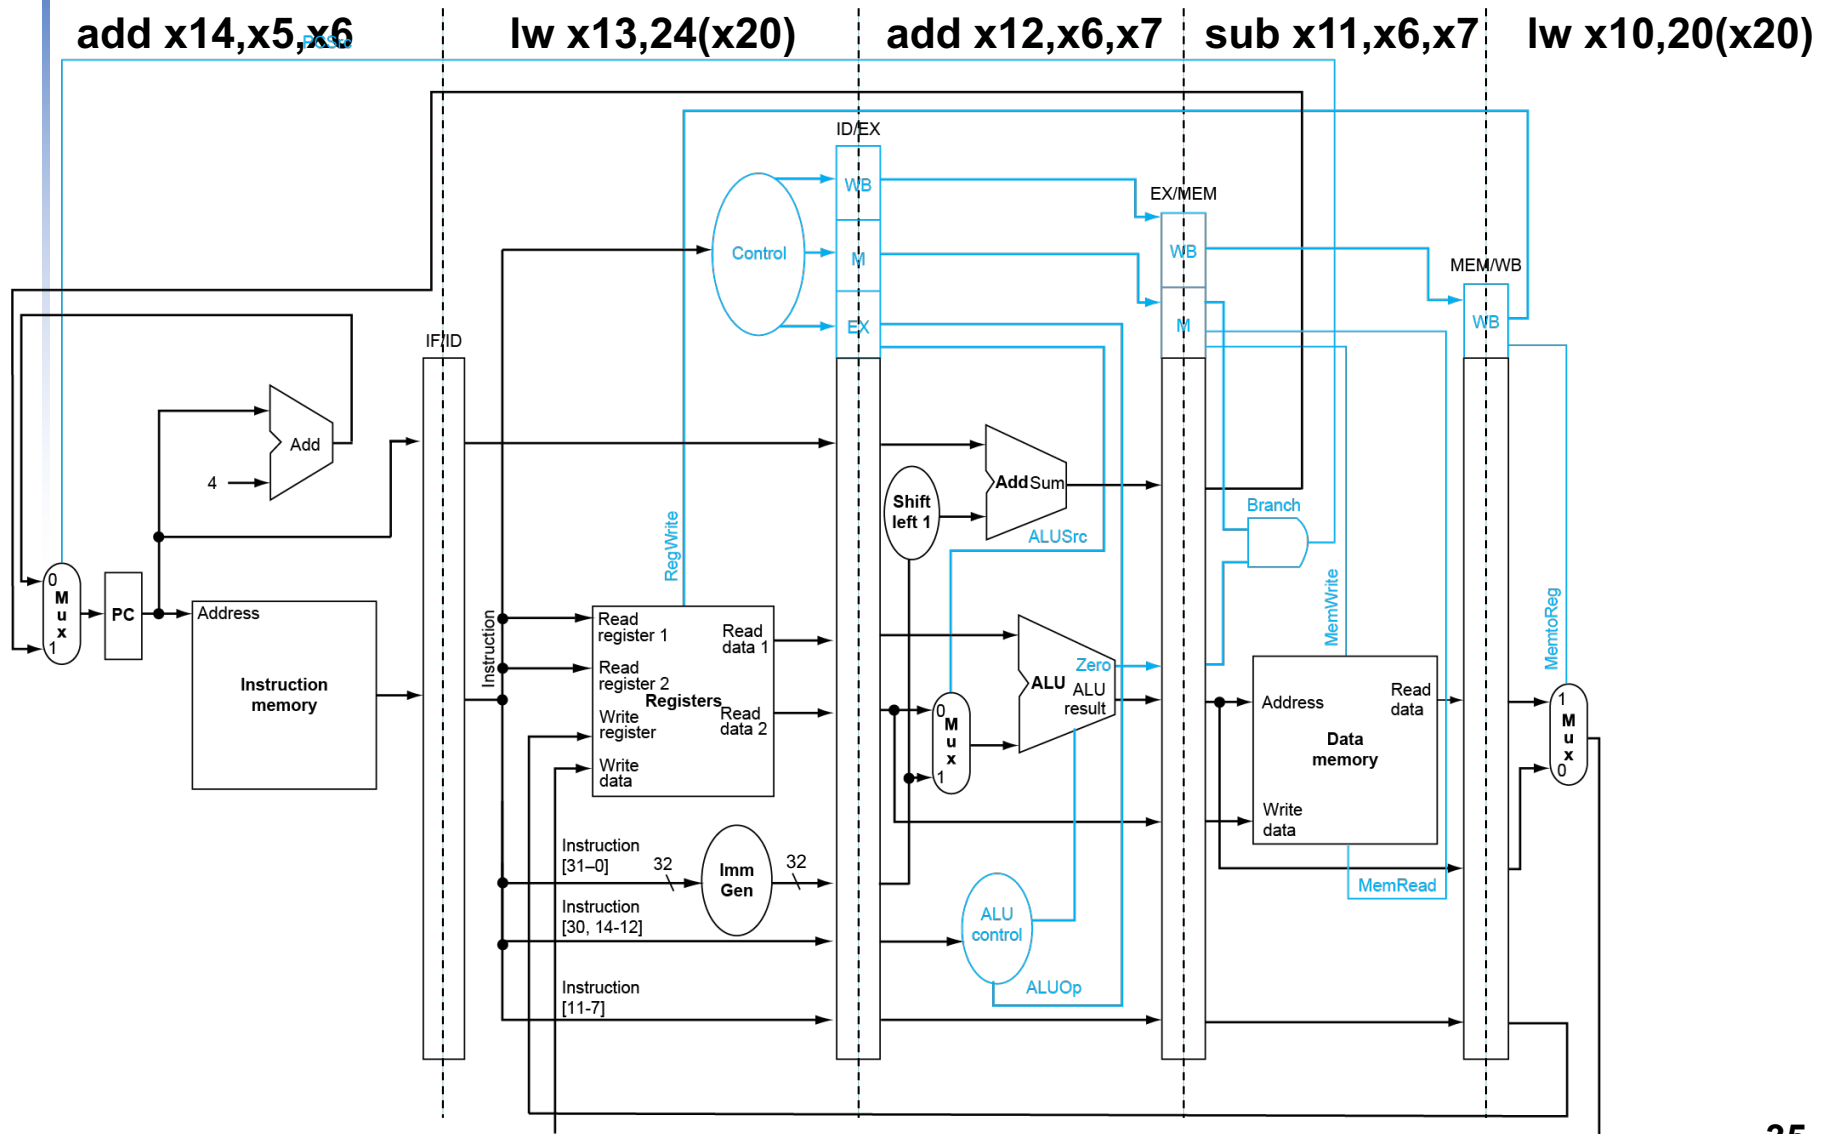 add x14,x5,x6
lw x13,24(x20)
add x12,x6,x7
sub x11,x6,x7
lw x10,20(x20)
PCSrc
ID/EX
WB
EX/MEM
Control
M
WB
MEM/WB
EX
M
WB
IF/ID
Add
4
Add Sum
Shift
left 1
Branch
ALUSrc
RegWrite
MemWrite
MemtoReg
0
M
u
x
1
PC
Address
Instruction
memory
Instruction
Read
register 1
Read
data 1
Read
register 2
Registers
Write
register
Read
data 2
Write
data
Zero
ALU
ALU
result
0
M
u
x
1
Address
Read
data
Data
memory
Write
data
1
M
u
x
0
Instruction
[31–0]
32
Imm
Gen
32
MemRead
Instruction
[30, 14-12]
ALU
control
Instruction
[11-7]
ALUOp
35